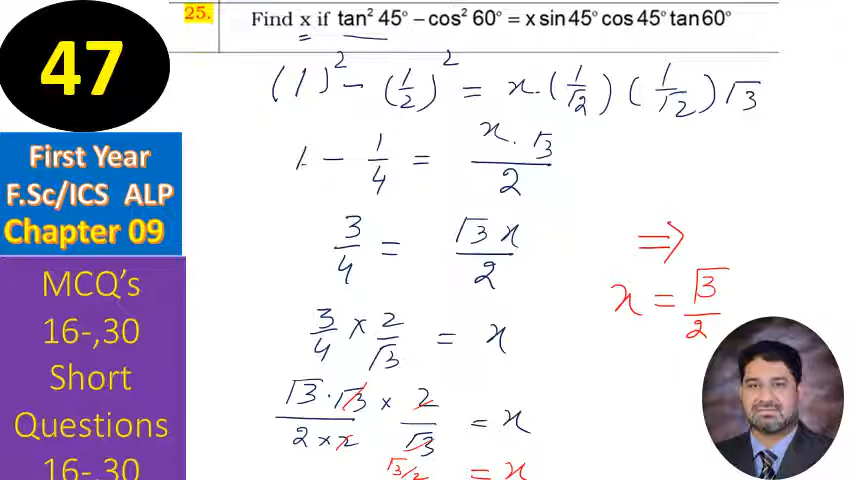 25. Find x if tan² 45° − cos² 60° = x sin 45° cos 45° tan 60°
47
(1)² − (1/2)² = x · (1/√2) (1/√2) √3
1 − 1/4 = x · √3 / 2
3/4 = √3 x / 2
3/4 × 2/√3 = x
√3 · √3 / 2 × 2 × 2/√3 = x
√3/2 = x
⇒
x = √3/2
First Year
F.Sc/ICS ALP
Chapter 09
MCQ's
16-,30
Short
Questions
16-30